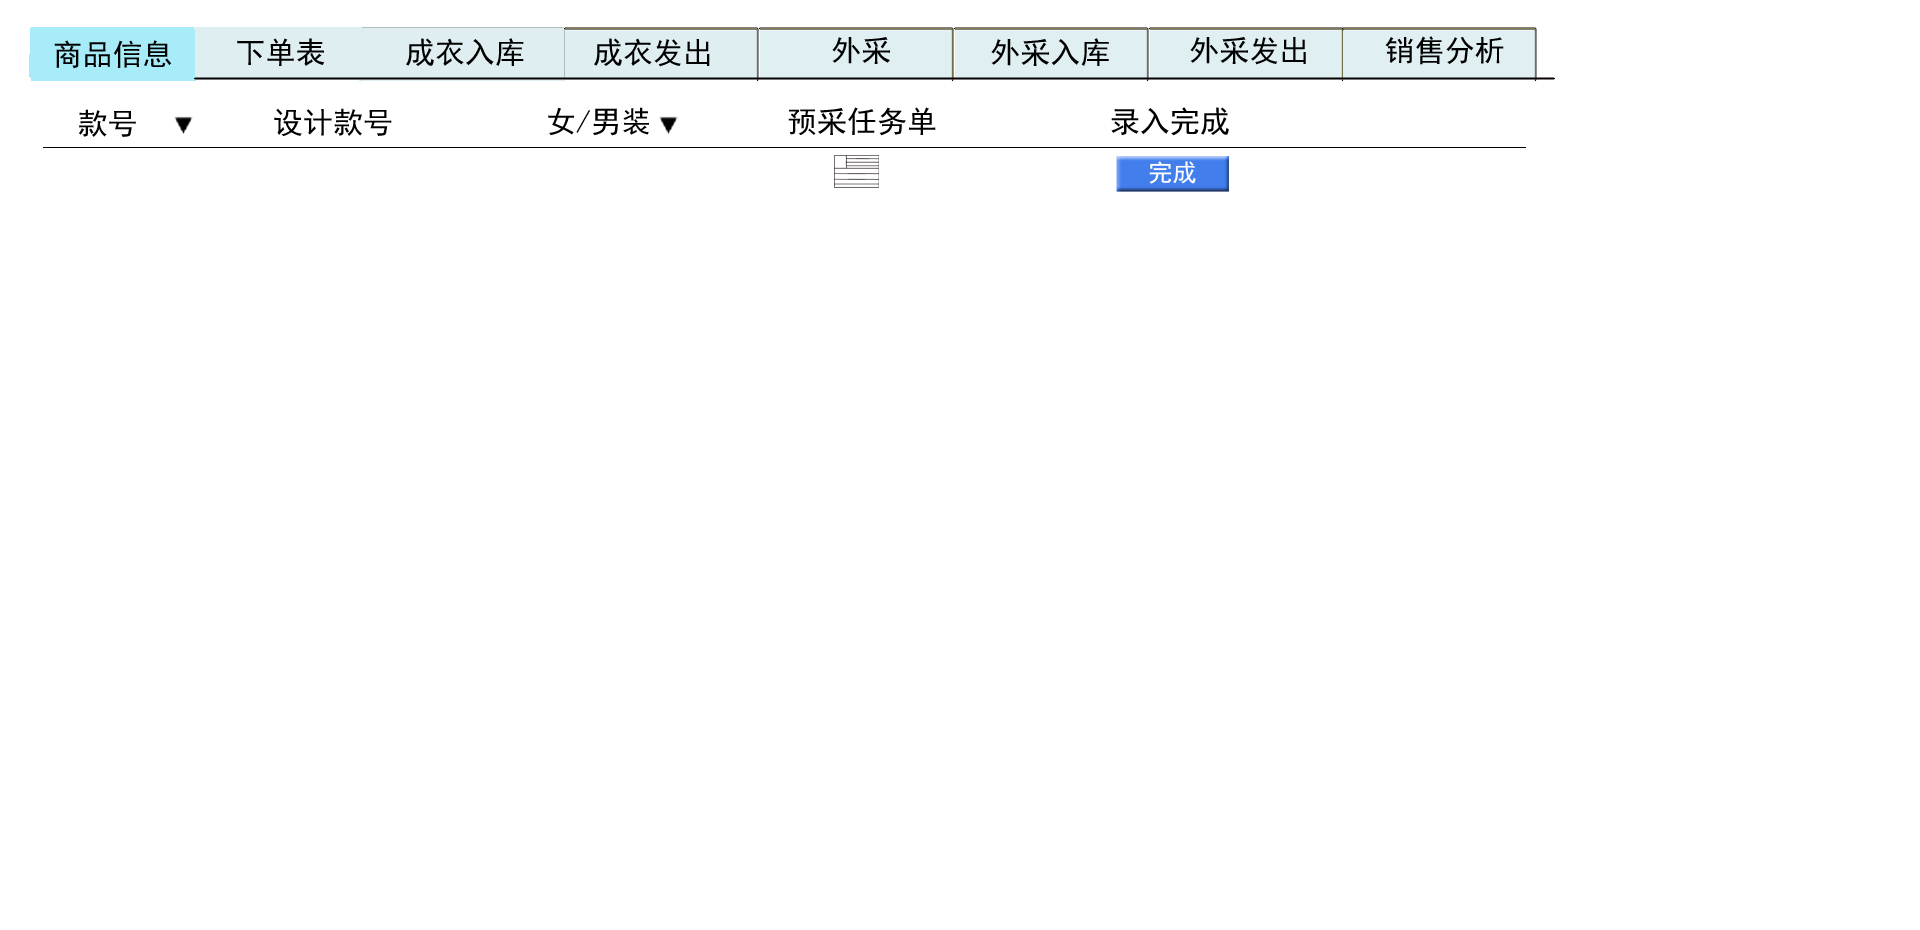 商品信息 下单表 成衣入库 成衣发出 外采 外采入库 外采发出 销售分析
款号 ▼ 设计款号 女/男装 ▼ 预采任务单 录入完成
完成